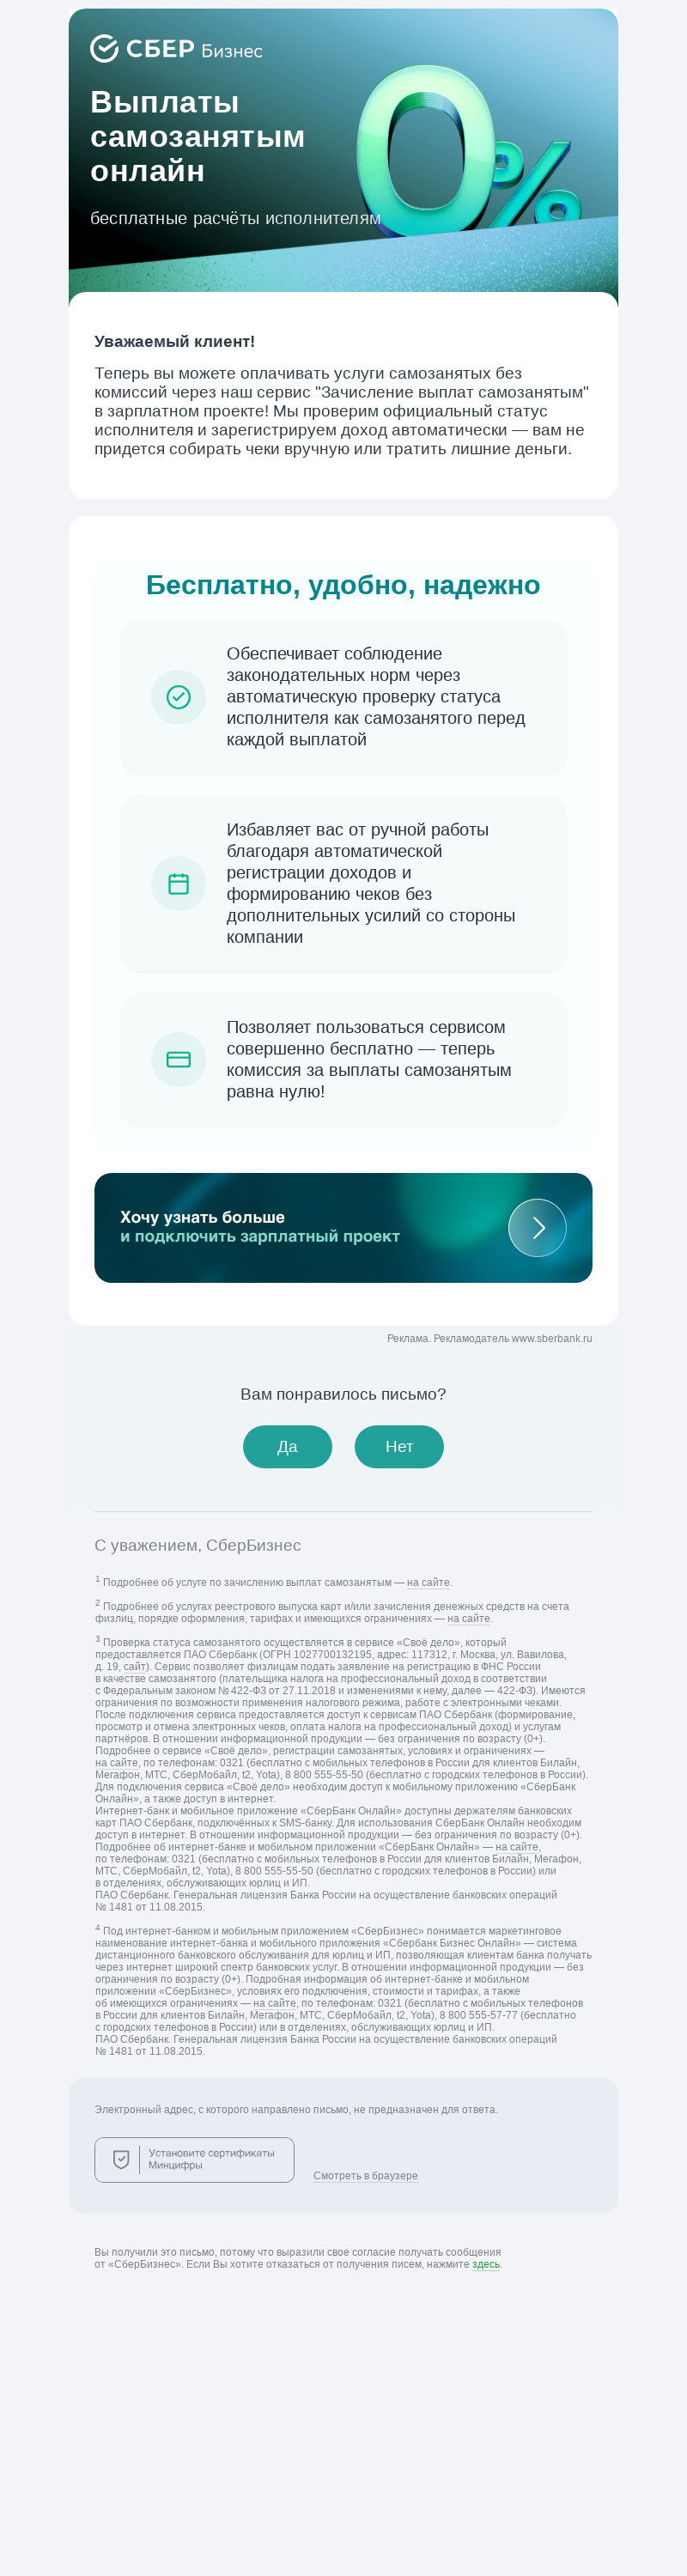 СБЕР Бизнес
Выплаты
самозанятым
онлайн
0%
бесплатные расчёты исполнителям
Уважаемый клиент!
Теперь вы можете оплачивать услуги самозанятых без
комиссий через наш сервис "Зачисление выплат самозанятым"
в зарплатном проекте! Мы проверим официальный статус
исполнителя и зарегистрируем доход автоматически — вам не
придется собирать чеки вручную или тратить лишние деньги.
Бесплатно, удобно, надежно
Обеспечивает соблюдение
законодательных норм через
автоматическую проверку статуса
исполнителя как самозанятого перед
каждой выплатой
Избавляет вас от ручной работы
благодаря автоматической
регистрации доходов и
формированию чеков без
дополнительных усилий со стороны
компании
Позволяет пользоваться сервисом
совершенно бесплатно — теперь
комиссия за выплаты самозанятым
равна нулю!
Хочу узнать больше
и подключить зарплатный проект
Реклама. Рекламодатель www.sberbank.ru
Вам понравилось письмо?
Да
Нет
С уважением, СберБизнес
1 Подробнее об услуге по зачислению выплат самозанятым — на сайте.
2 Подробнее об услугах реестрового выпуска карт и/или зачисления денежных средств на счета
физлиц, порядке оформления, тарифах и имеющихся ограничениях — на сайте.
3 Проверка статуса самозанятого осуществляется в сервисе «Своё дело», который
предоставляется ПАО Сбербанк (ОГРН 1027700132195, адрес: 117312, г. Москва, ул. Вавилова,
д. 19, сайт). Сервис позволяет физлицам подать заявление на регистрацию в ФНС России
в качестве самозанятого (плательщика налога на профессиональный доход в соответствии
с Федеральным законом № 422-ФЗ от 27.11.2018 и изменениями к нему, далее — 422-ФЗ). Имеются
ограничения по возможности применения налогового режима, работе с электронными чеками.
После подключения сервиса предоставляется доступ к сервисам ПАО Сбербанк (формирование,
просмотр и отмена электронных чеков, оплата налога на профессиональный доход) и услугам
партнёров. В отношении информационной продукции — без ограничения по возрасту (0+).
Подробнее о сервисе «Своё дело», регистрации самозанятых, условиях и ограничениях —
на сайте, по телефонам: 0321 (бесплатно с мобильных телефонов в России для клиентов Билайн,
Мегафон, МТС, СберМобайл, t2, Yota), 8 800 555-55-50 (бесплатно с городских телефонов в России).
Для подключения сервиса «Своё дело» необходим доступ к мобильному приложению «СберБанк
Онлайн», а также доступ в интернет.
Интернет-банк и мобильное приложение «СберБанк Онлайн» доступны держателям банковских
карт ПАО Сбербанк, подключённых к SMS-банку. Для использования СберБанк Онлайн необходим
доступ в интернет. В отношении информационной продукции — без ограничения по возрасту (0+).
Подробнее об интернет-банке и мобильном приложении «СберБанк Онлайн» — на сайте,
по телефонам: 0321 (бесплатно с мобильных телефонов в России для клиентов Билайн, Мегафон,
МТС, СберМобайл, t2, Yota), 8 800 555-55-50 (бесплатно с городских телефонов в России) или
в отделениях, обслуживающих юрлиц и ИП.
ПАО Сбербанк. Генеральная лицензия Банка России на осуществление банковских операций
№ 1481 от 11.08.2015.
4 Под интернет-банком и мобильным приложением «СберБизнес» понимается маркетинговое
наименование интернет-банка и мобильного приложения «Сбербанк Бизнес Онлайн» — система
дистанционного банковского обслуживания для юрлиц и ИП, позволяющая клиентам банка получать
через интернет широкий спектр банковских услуг. В отношении информационной продукции — без
ограничения по возрасту (0+). Подробная информация об интернет-банке и мобильном
приложении «СберБизнес», условиях его подключения, стоимости и тарифах, а также
об имеющихся ограничениях — на сайте, по телефонам: 0321 (бесплатно с мобильных телефонов
в России для клиентов Билайн, Мегафон, МТС, СберМобайл, t2, Yota), 8 800 555-57-77 (бесплатно
с городских телефонов в России) или в отделениях, обслуживающих юрлиц и ИП.
ПАО Сбербанк. Генеральная лицензия Банка России на осуществление банковских операций
№ 1481 от 11.08.2015.
Электронный адрес, с которого направлено письмо, не предназначен для ответа.
Установите сертификаты
Минцифры
Смотреть в браузере
Вы получили это письмо, потому что выразили свое согласие получать сообщения
от «СберБизнес». Если Вы хотите отказаться от получения писем, нажмите здесь.